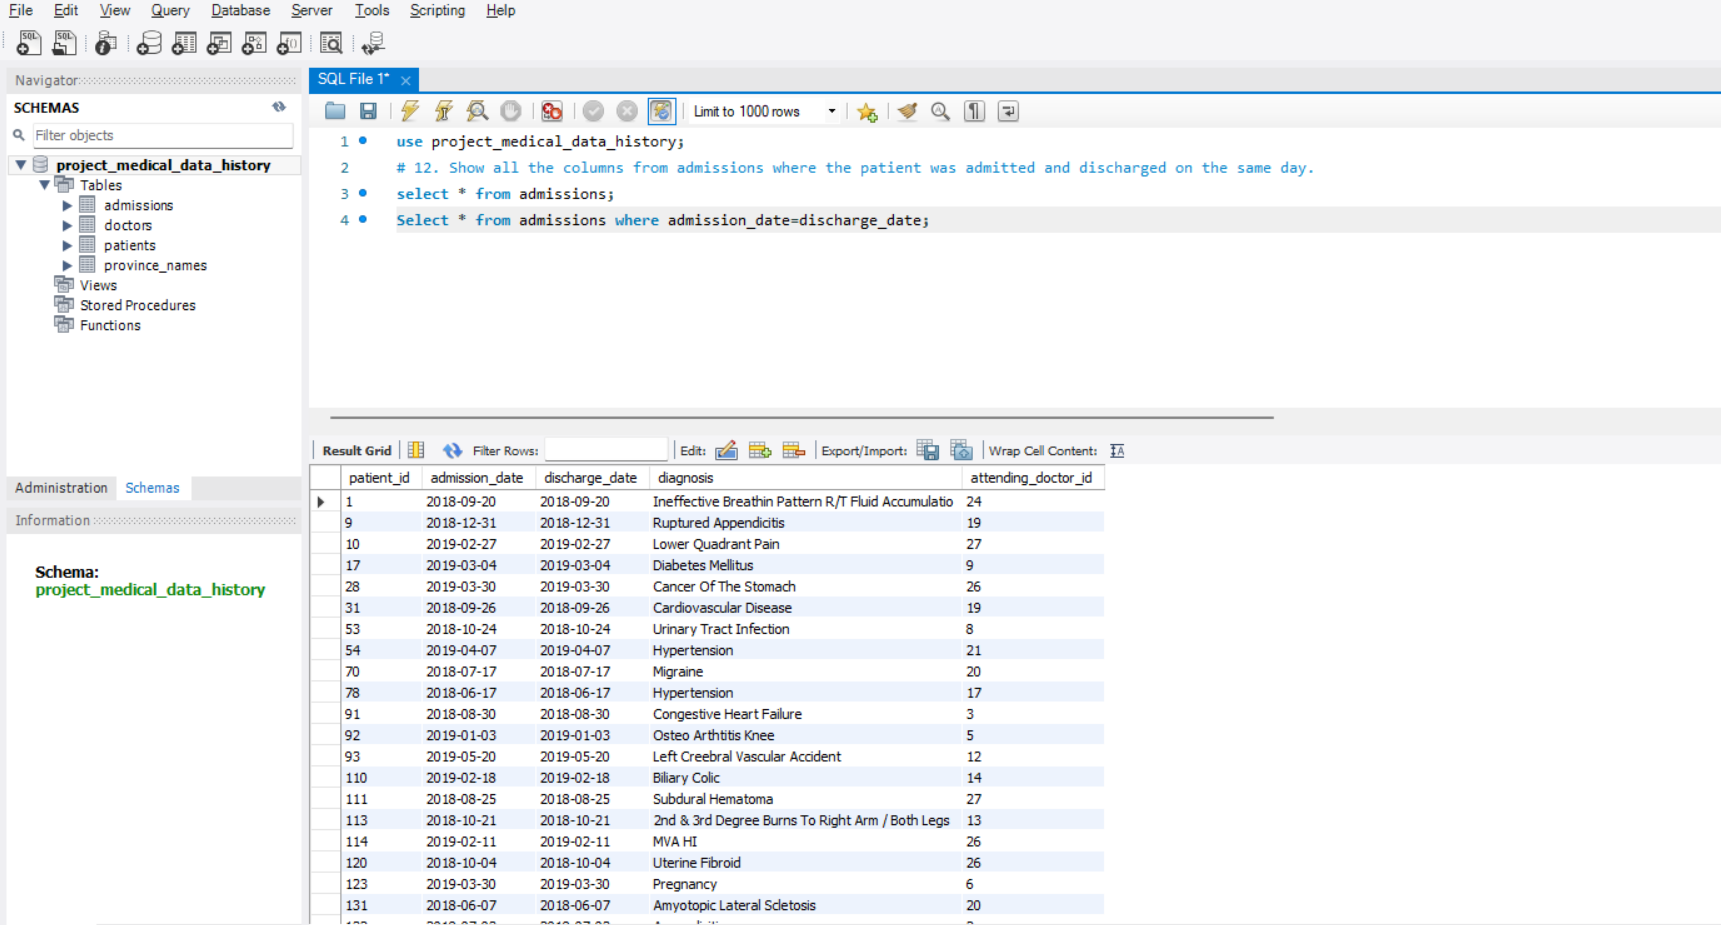 File Edit View Query Database Server Tools Scripting Help
Navigator
SCHEMAS
Filter objects
project_medical_data_history
Tables
admissions
doctors
patients
province_names
Views
Stored Procedures
Functions
Administration Schemas
Information
Schema:
project_medical_data_history
SQL File 1*
Limit to 1000 rows
1 use project_medical_data_history;
2 # 12. Show all the columns from admissions where the patient was admitted and discharged on the same day.
3 select * from admissions;
4 Select * from admissions where admission_date=discharge_date;
Result Grid Filter Rows: Edit: Export/Import: Wrap Cell Content:
patient_id admission_date discharge_date diagnosis attending_doctor_id
1 2018-09-20 2018-09-20 Ineffective Breathin Pattern R/T Fluid Accumulatio 24
9 2018-12-31 2018-12-31 Ruptured Appendicitis 19
10 2019-02-27 2019-02-27 Lower Quadrant Pain 27
17 2019-03-04 2019-03-04 Diabetes Mellitus 9
28 2019-03-30 2019-03-30 Cancer Of The Stomach 26
31 2018-09-26 2018-09-26 Cardiovascular Disease 19
53 2018-10-24 2018-10-24 Urinary Tract Infection 8
54 2019-04-07 2019-04-07 Hypertension 21
70 2018-07-17 2018-07-17 Migraine 20
78 2018-06-17 2018-06-17 Hypertension 17
91 2018-08-30 2018-08-30 Congestive Heart Failure 3
92 2019-01-03 2019-01-03 Osteo Arthtitis Knee 5
93 2019-05-20 2019-05-20 Left Creebral Vascular Accident 12
110 2019-02-18 2019-02-18 Biliary Colic 14
111 2018-08-25 2018-08-25 Subdural Hematoma 27
113 2018-10-21 2018-10-21 2nd & 3rd Degree Burns To Right Arm / Both Legs 13
114 2019-02-11 2019-02-11 MVA HI 26
120 2018-10-04 2018-10-04 Uterine Fibroid 26
123 2019-03-30 2019-03-30 Pregnancy 6
131 2018-06-07 2018-06-07 Amyotopic Lateral Scletosis 20